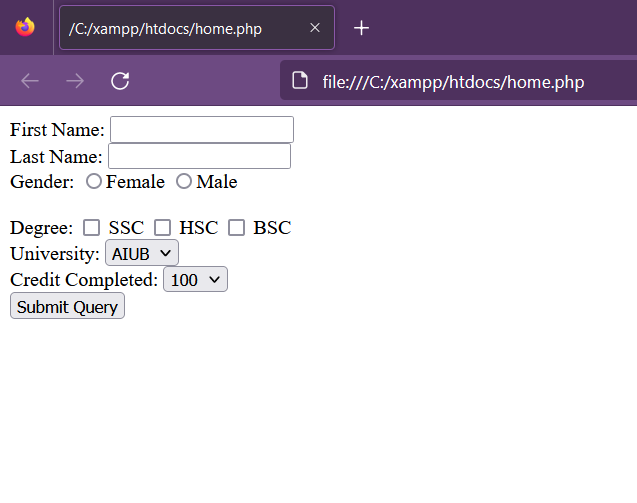 /C:/xampp/htdocs/home.php
file:///C:/xampp/htdocs/home.php
First Name:
Last Name:
Gender: Female Male
Degree: SSC HSC BSC
University: AIUB
Credit Completed: 100
Submit Query